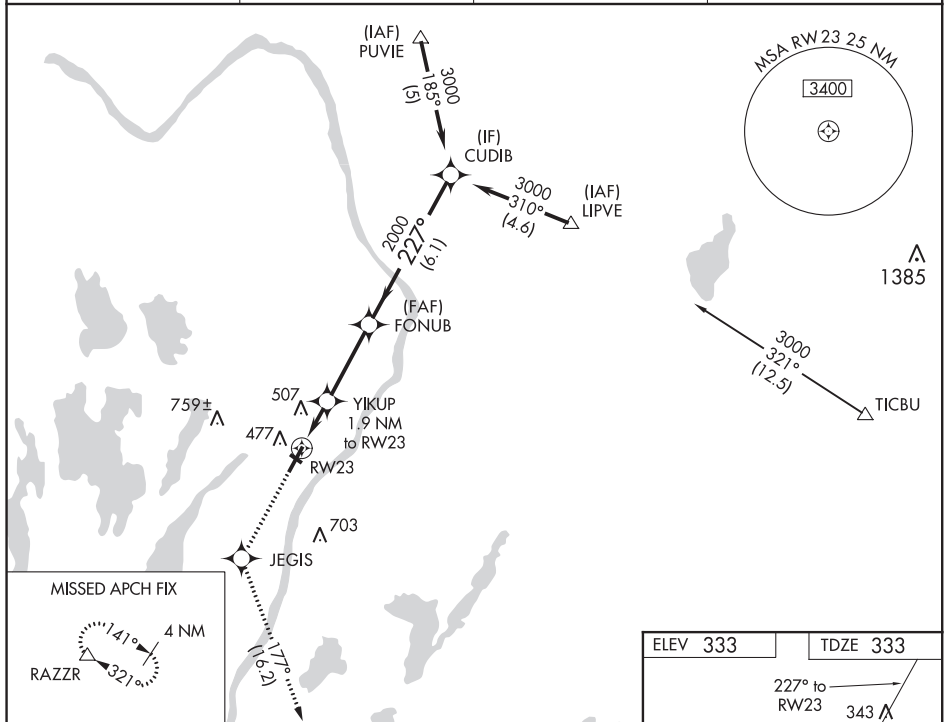 (IAF)
PUVIE
3000
185°
(5)
(IF)
CUDIB
3000
310°
(4.6)
(IAF)
LIPVE
MSA RW23 25 NM
3400
1385
2000
227°
(6.1)
(FAF)
FONUB
3000
321°
(12.5)
TICBU
759±
507
YIKUP
1.9 NM
to RW23
477
RW23
703
JEGIS
177°
(16.2)
MISSED APCH FIX
141°
4 NM
321°
RAZZR
ELEV 333
TDZE 333
227° to
RW23
343